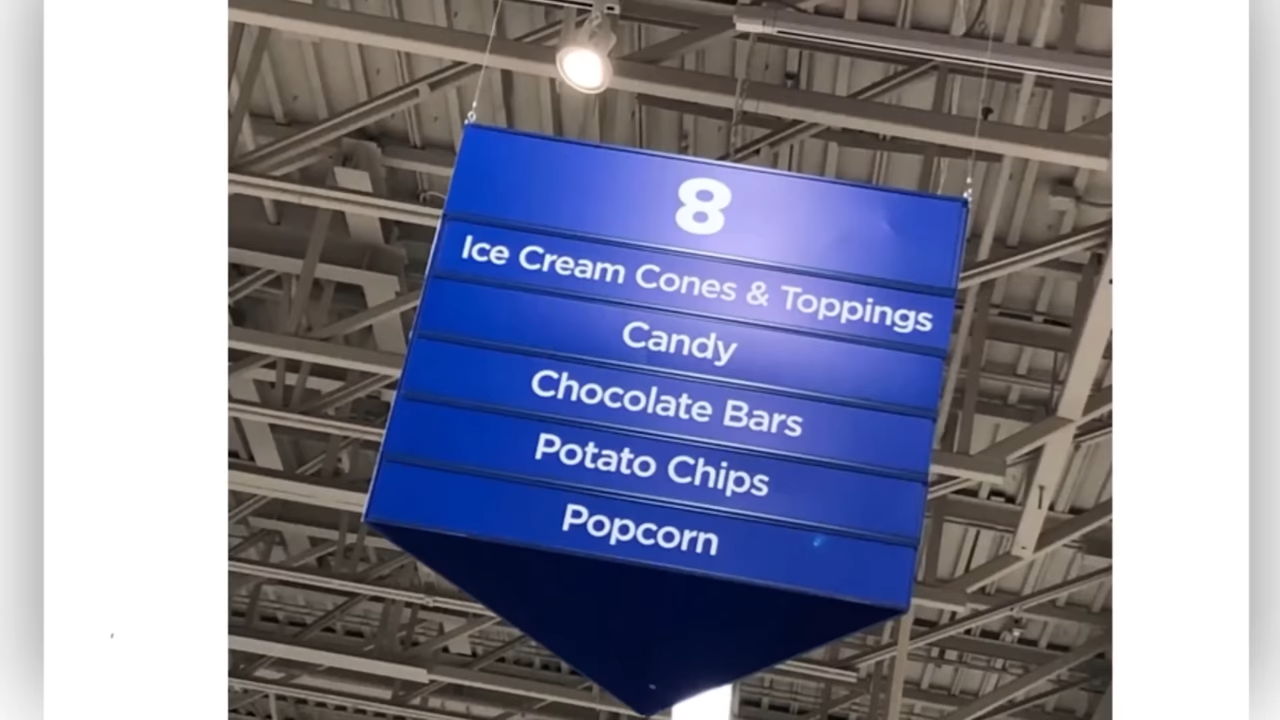 8
Ice Cream Cones & Toppings
Candy
Chocolate Bars
Potato Chips
Popcorn